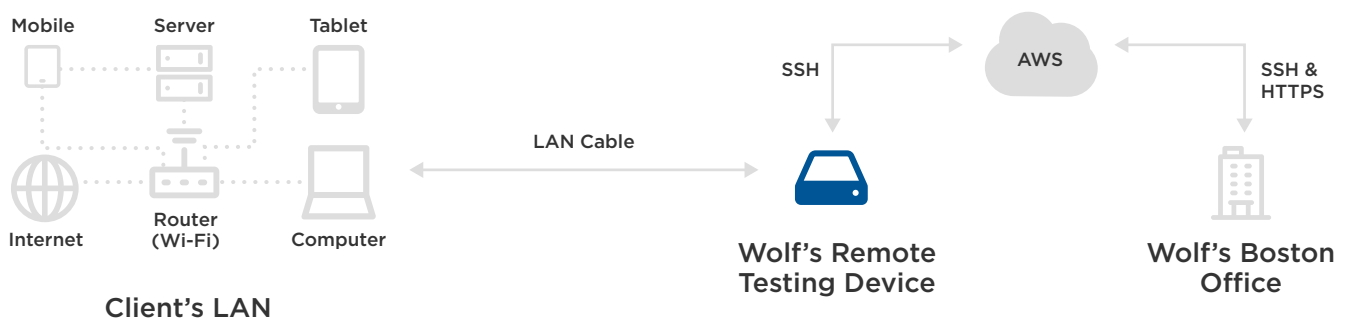 Mobile
Server
Tablet
Internet
Router
(Wi-Fi)
Computer
Client’s LAN
LAN Cable
SSH
AWS
SSH &
HTTPS
Wolf’s Remote
Testing Device
Wolf’s Boston
Office